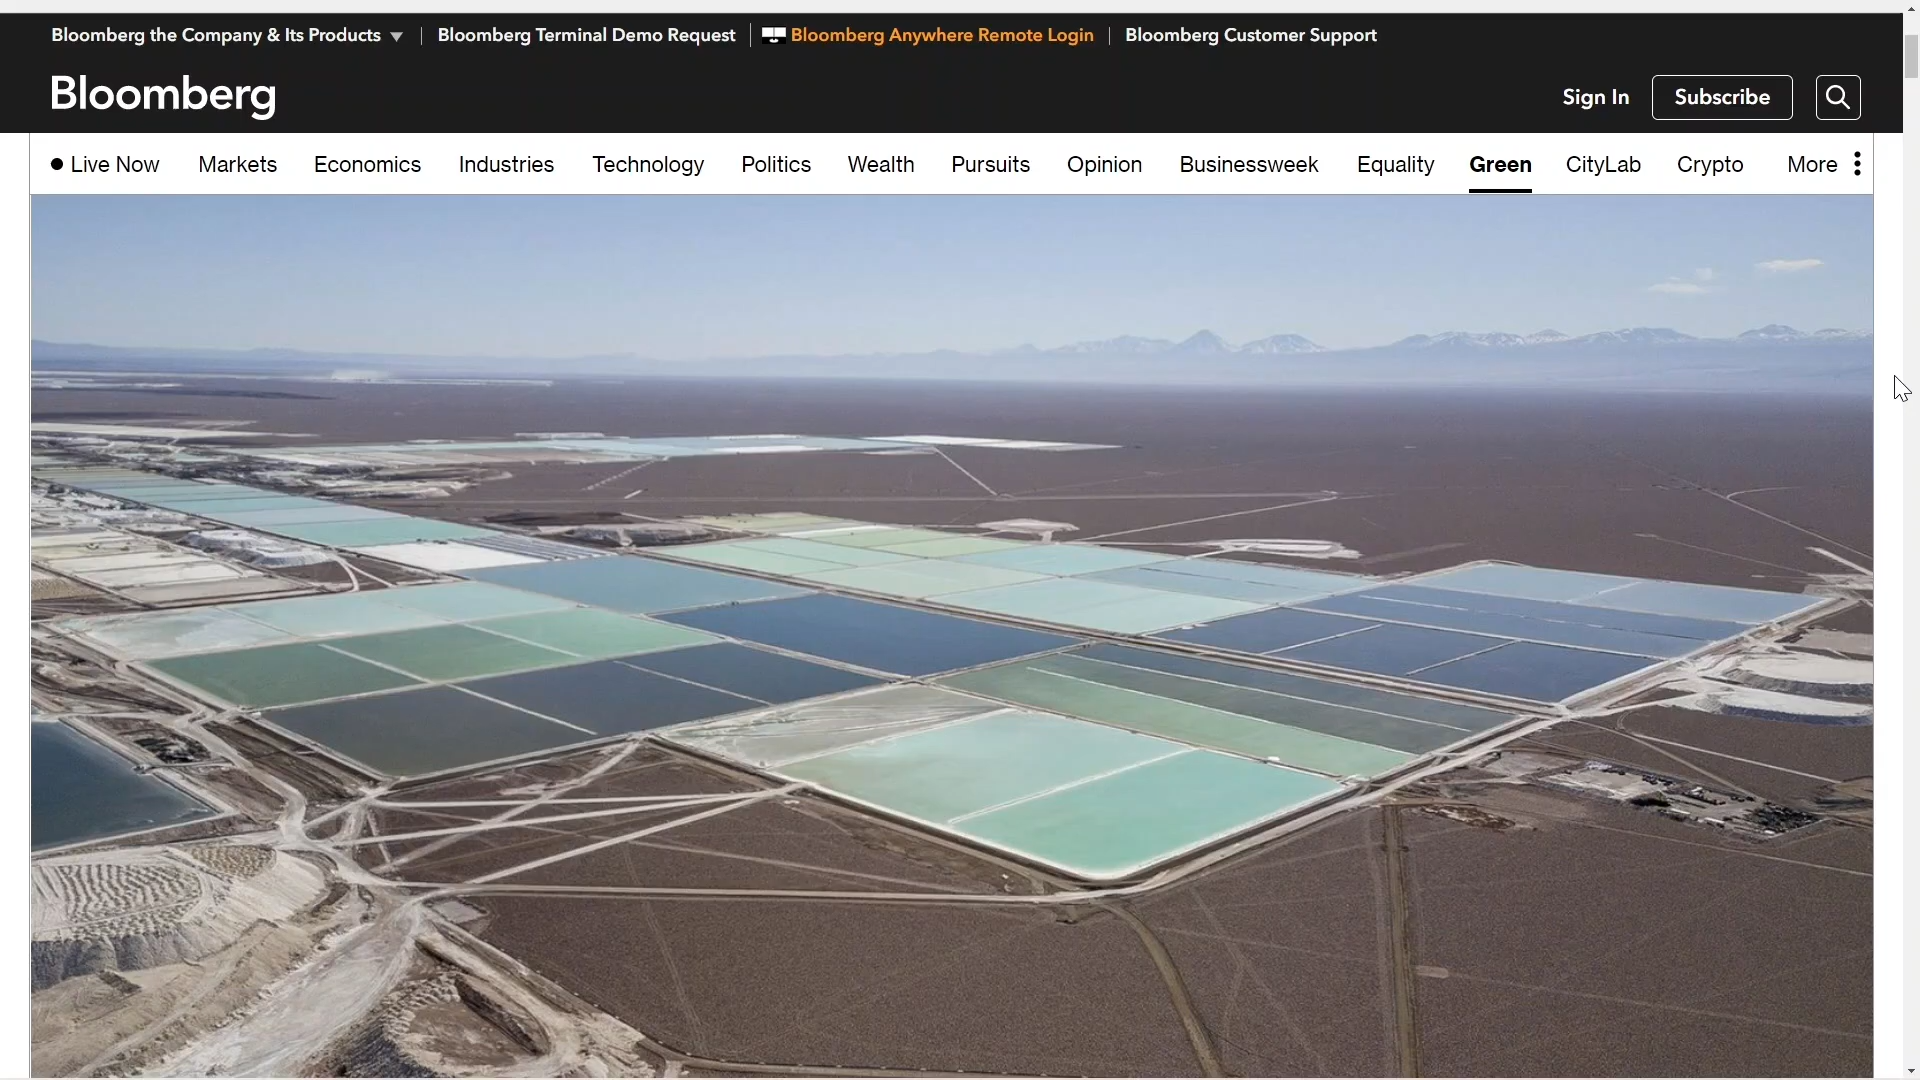 Bloomberg the Company & Its Products
Bloomberg Terminal Demo Request
Bloomberg Anywhere Remote Login
Bloomberg Customer Support
Bloomberg
Sign In
Subscribe
Live Now
Markets
Economics
Industries
Technology
Politics
Wealth
Pursuits
Opinion
Businessweek
Equality
Green
CityLab
Crypto
More